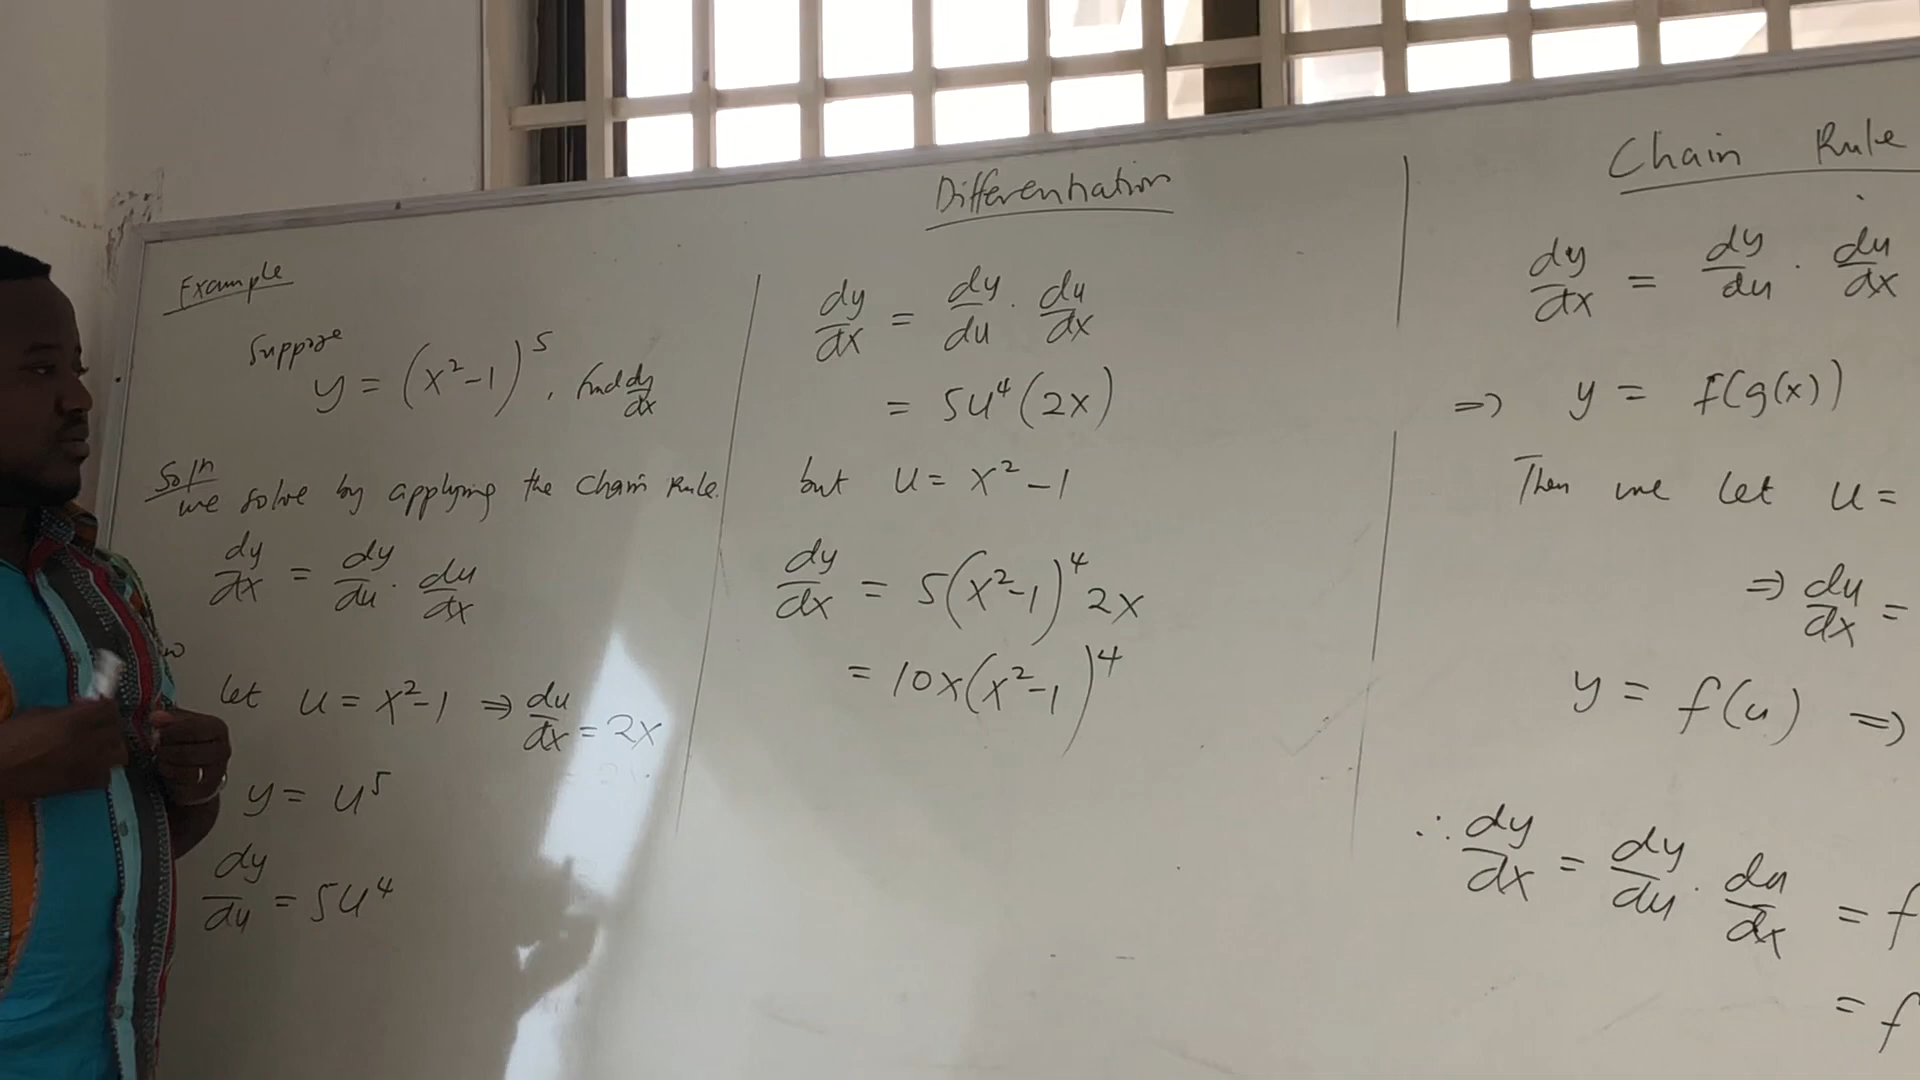 Differentiation
Example
Suppose
y = (x²-1)⁵, find dy/dx
Soln
we solve by applying the Chain Rule.
dy/dx = dy/du · du/dx
let u = x²-1 ⇒ du/dx = 2x
y = u⁵
dy/du = 5u⁴
dy/dx = dy/du · du/dx
= 5u⁴(2x)
but u = x²-1
dy/dx = 5(x²-1)⁴2x
= 10x(x²-1)⁴
Chain Rule
dy/dx = dy/du · du/dx
⇒ y = f(g(x))
Then we let u =
⇒ du/dx =
y = f(u) ⇒
∴ dy/dx = dy/du · du/dx = f
= f